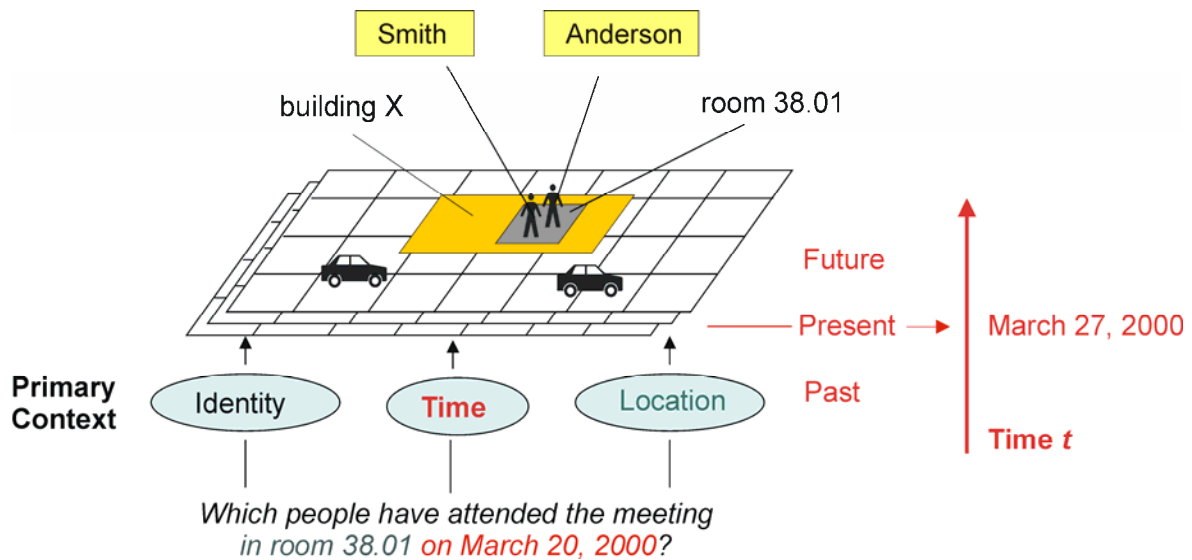 Smith
Anderson
building X
room 38.01
Future
Present
March 27, 2000
Past
Time t
Primary
Context
Identity
Time
Location
Which people have attended the meeting
in room 38.01 on March 20, 2000?